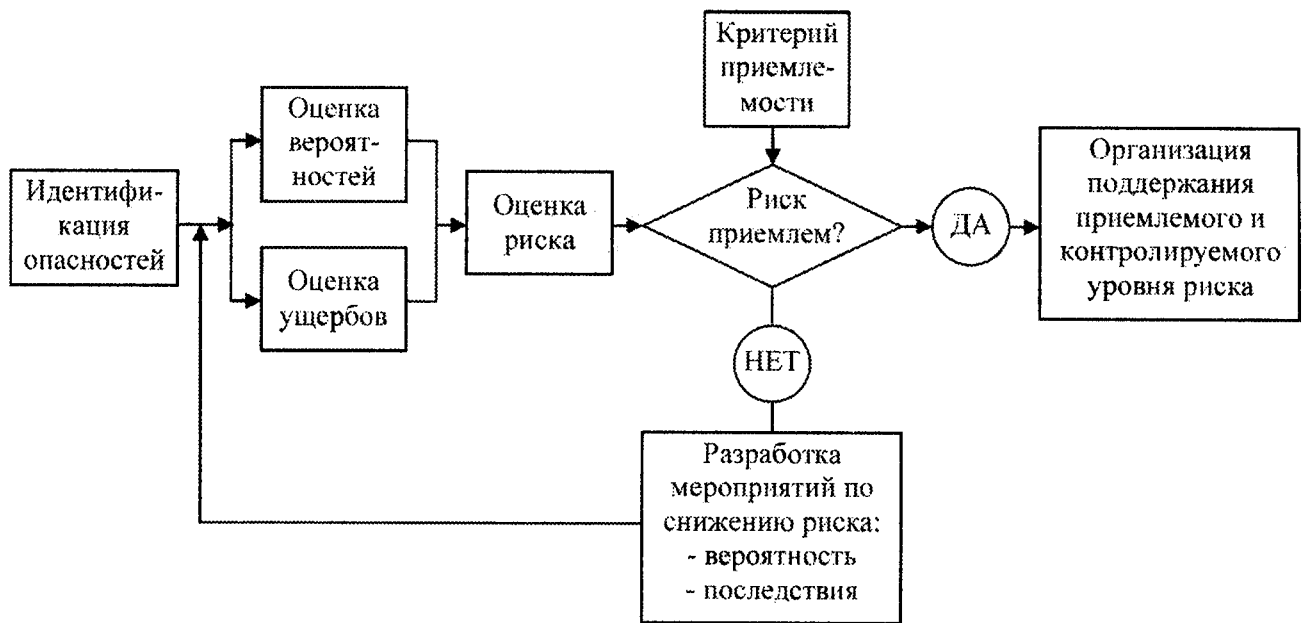 Идентифи-
кация
опасностей
Оценка
вероят-
ностей
Оценка
ущербов
Оценка
риска
Критерий
приемле-
мости
Риск
приемлем?
ДА
Организация
поддержания
приемлемого и
контролируемого
уровня риска
НЕТ
Разработка
мероприятий по
снижению риска:
- вероятность
- последствия